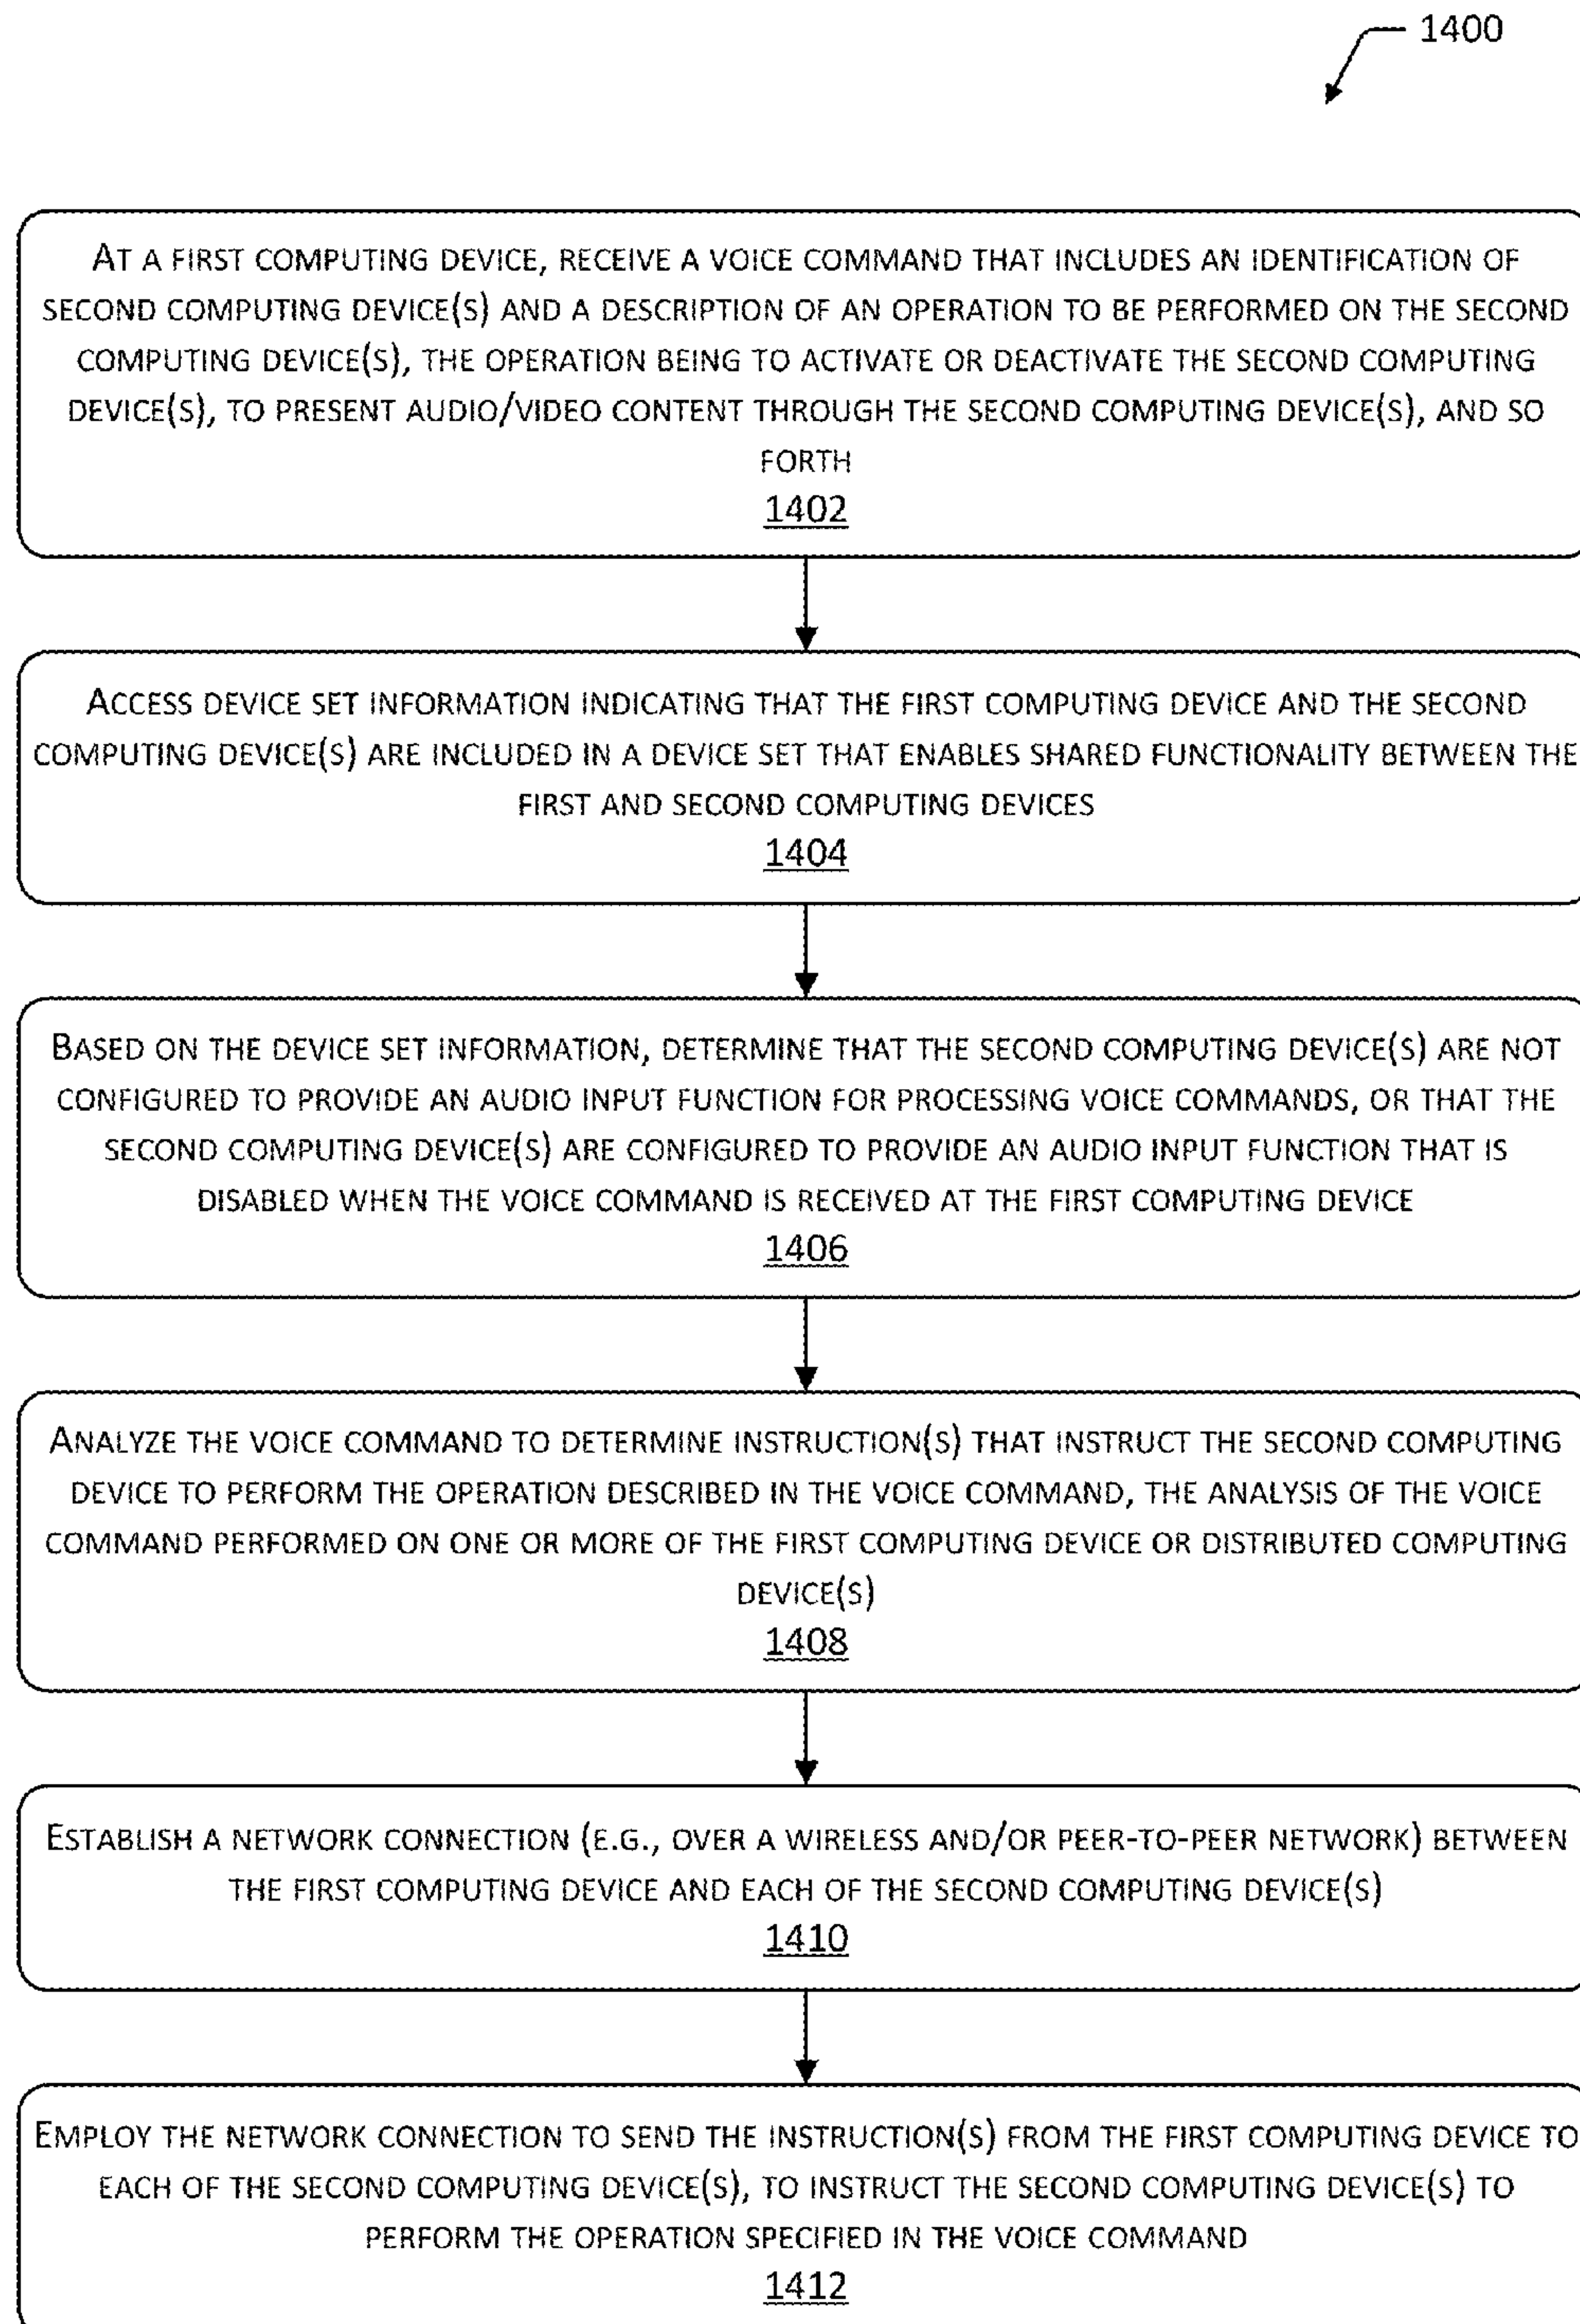 1400
AT A FIRST COMPUTING DEVICE, RECEIVE A VOICE COMMAND THAT INCLUDES AN IDENTIFICATION OF
SECOND COMPUTING DEVICE(S) AND A DESCRIPTION OF AN OPERATION TO BE PERFORMED ON THE SECOND
COMPUTING DEVICE(S), THE OPERATION BEING TO ACTIVATE OR DEACTIVATE THE SECOND COMPUTING
DEVICE(S), TO PRESENT AUDIO/VIDEO CONTENT THROUGH THE SECOND COMPUTING DEVICE(S), AND SO
FORTH
1402
ACCESS DEVICE SET INFORMATION INDICATING THAT THE FIRST COMPUTING DEVICE AND THE SECOND
COMPUTING DEVICE(S) ARE INCLUDED IN A DEVICE SET THAT ENABLES SHARED FUNCTIONALITY BETWEEN THE
FIRST AND SECOND COMPUTING DEVICES
1404
BASED ON THE DEVICE SET INFORMATION, DETERMINE THAT THE SECOND COMPUTING DEVICE(S) ARE NOT
CONFIGURED TO PROVIDE AN AUDIO INPUT FUNCTION FOR PROCESSING VOICE COMMANDS, OR THAT THE
SECOND COMPUTING DEVICE(S) ARE CONFIGURED TO PROVIDE AN AUDIO INPUT FUNCTION THAT IS
DISABLED WHEN THE VOICE COMMAND IS RECEIVED AT THE FIRST COMPUTING DEVICE
1406
ANALYZE THE VOICE COMMAND TO DETERMINE INSTRUCTION(S) THAT INSTRUCT THE SECOND COMPUTING
DEVICE TO PERFORM THE OPERATION DESCRIBED IN THE VOICE COMMAND, THE ANALYSIS OF THE VOICE
COMMAND PERFORMED ON ONE OR MORE OF THE FIRST COMPUTING DEVICE OR DISTRIBUTED COMPUTING
DEVICE(S)
1408
ESTABLISH A NETWORK CONNECTION (E.G., OVER A WIRELESS AND/OR PEER-TO-PEER NETWORK) BETWEEN
THE FIRST COMPUTING DEVICE AND EACH OF THE SECOND COMPUTING DEVICE(S)
1410
EMPLOY THE NETWORK CONNECTION TO SEND THE INSTRUCTION(S) FROM THE FIRST COMPUTING DEVICE TO
EACH OF THE SECOND COMPUTING DEVICE(S), TO INSTRUCT THE SECOND COMPUTING DEVICE(S) TO
PERFORM THE OPERATION SPECIFIED IN THE VOICE COMMAND
1412